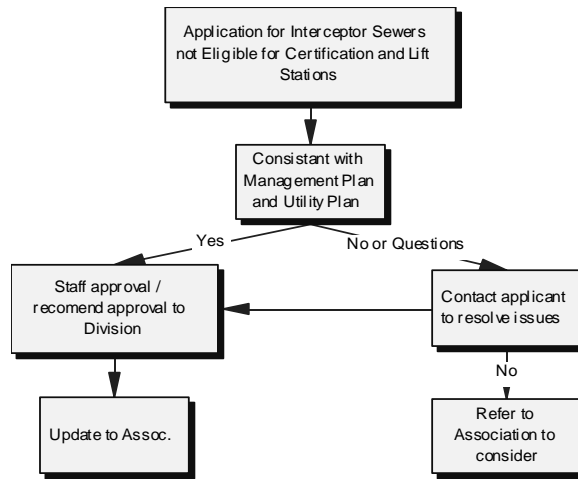 Application for Interceptor Sewers
not Eligible for Certification and Lift
Stations
Consistant with
Management Plan
and Utility Plan
Yes
No or Questions
Staff approval /
recomend approval to
Division
Contact applicant
to resolve issues
No
Update to Assoc.
Refer to
Association to
consider